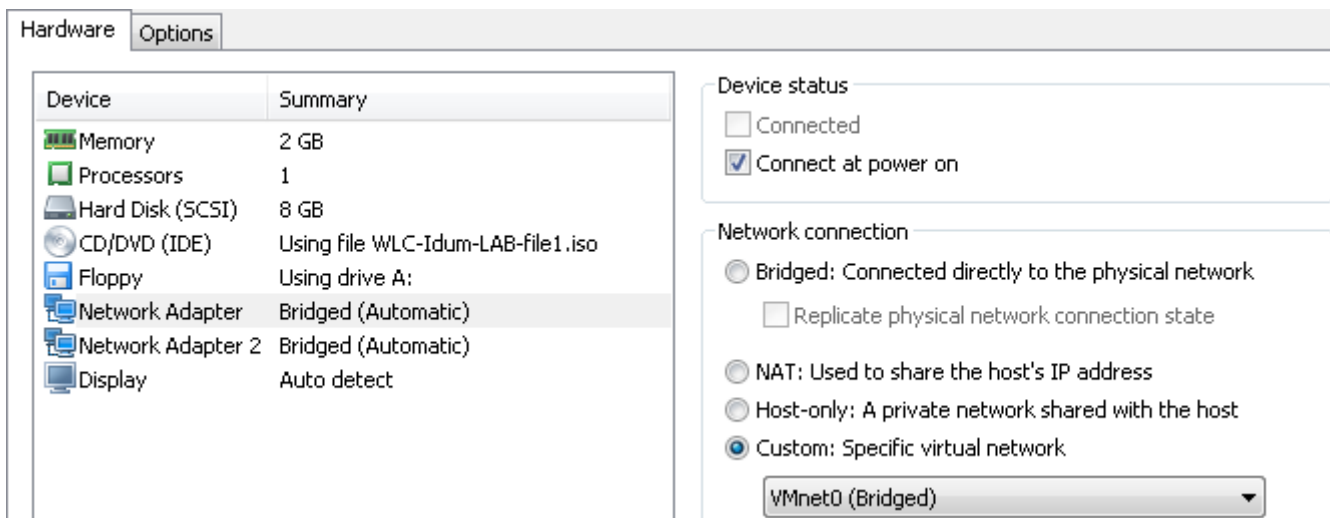 Hardware
Options
Device Summary
Memory 2 GB
Processors 1
Hard Disk (SCSI) 8 GB
CD/DVD (IDE) Using file WLC-Idum-LAB-file1.iso
Floppy Using drive A:
Network Adapter Bridged (Automatic)
Network Adapter 2 Bridged (Automatic)
Display Auto detect
Device status
Connected
Connect at power on
Network connection
Bridged: Connected directly to the physical network
Replicate physical network connection state
NAT: Used to share the host's IP address
Host-only: A private network shared with the host
Custom: Specific virtual network
VMnet0 (Bridged)